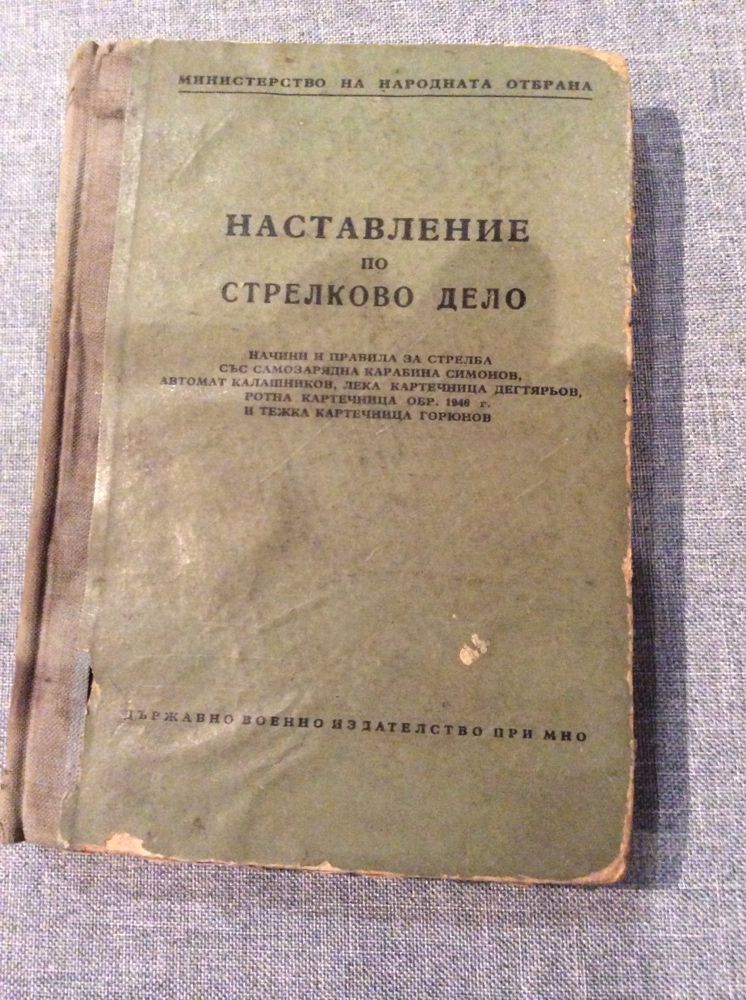 МИНИСТЕРСТВО НА НАРОДНАТА ОТБРАНА
НАСТАВЛЕНИЕ
ПО
СТРЕЛКОВО ДЕЛО
НАЧИНИ И ПРАВИЛА ЗА СТРЕЛБА
СЪС САМОЗАРЯДНА КАРАБИНА СИМОНОВ,
АВТОМАТ КАЛАШНИКОВ, ЛЕКА КАРТЕЧНИЦА ДЕГТЯРЬОВ,
РОТНА КАРТЕЧНИЦА ОБР. 1946 г.
И ТЕЖКА КАРТЕЧНИЦА ГОРЮНОВ
ДЪРЖАВНО ВОЕННО ИЗДАТЕЛСТВО ПРИ МНО